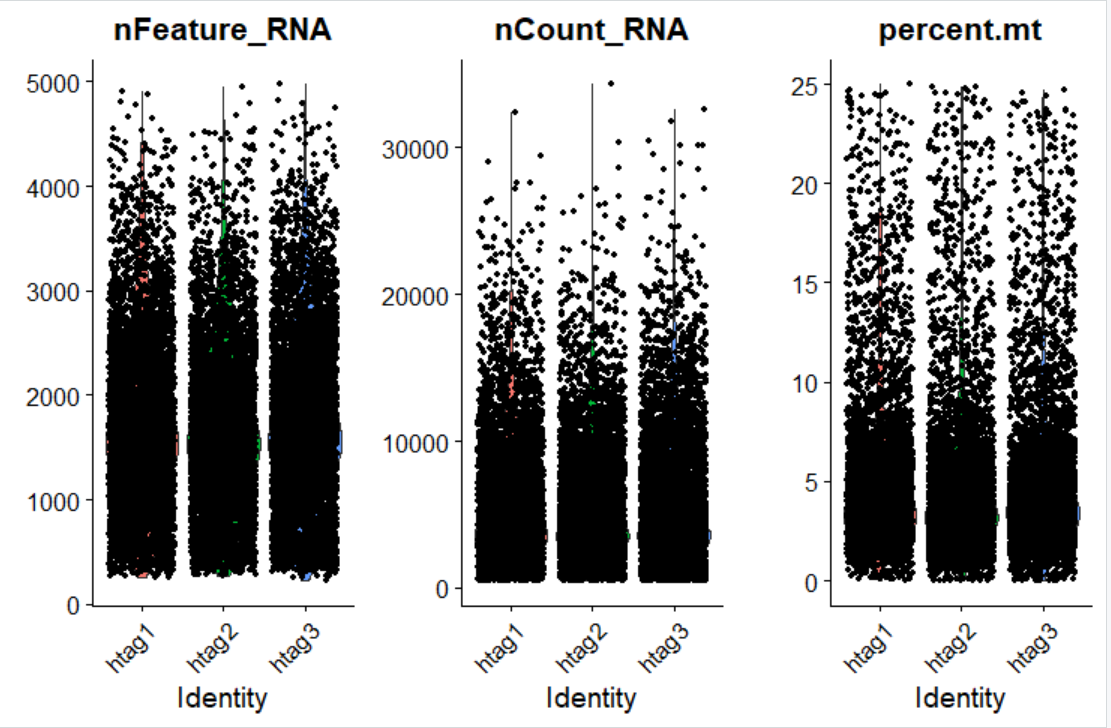 nFeature_RNA
5000
4000
3000
2000
1000
0
htag1
htag2
htag3
Identity
nCount_RNA
30000
20000
10000
0
htag1
htag2
htag3
Identity
percent.mt
25
20
15
10
5
0
htag1
htag2
htag3
Identity